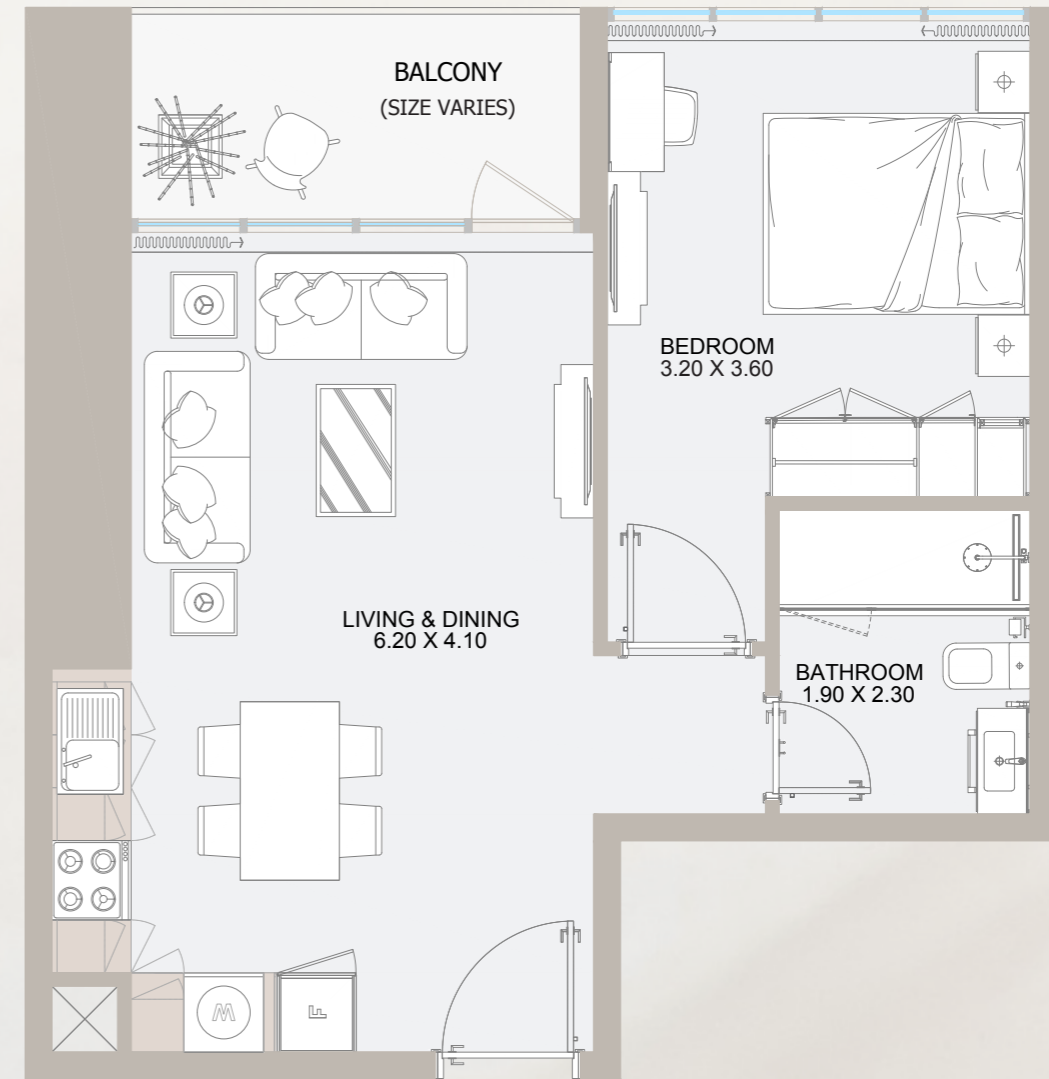 BALCONY
(SIZE VARIES)
BEDROOM
3.20 X 3.60
LIVING & DINING
6.20 X 4.10
BATHROOM
1.90 X 2.30
W
F